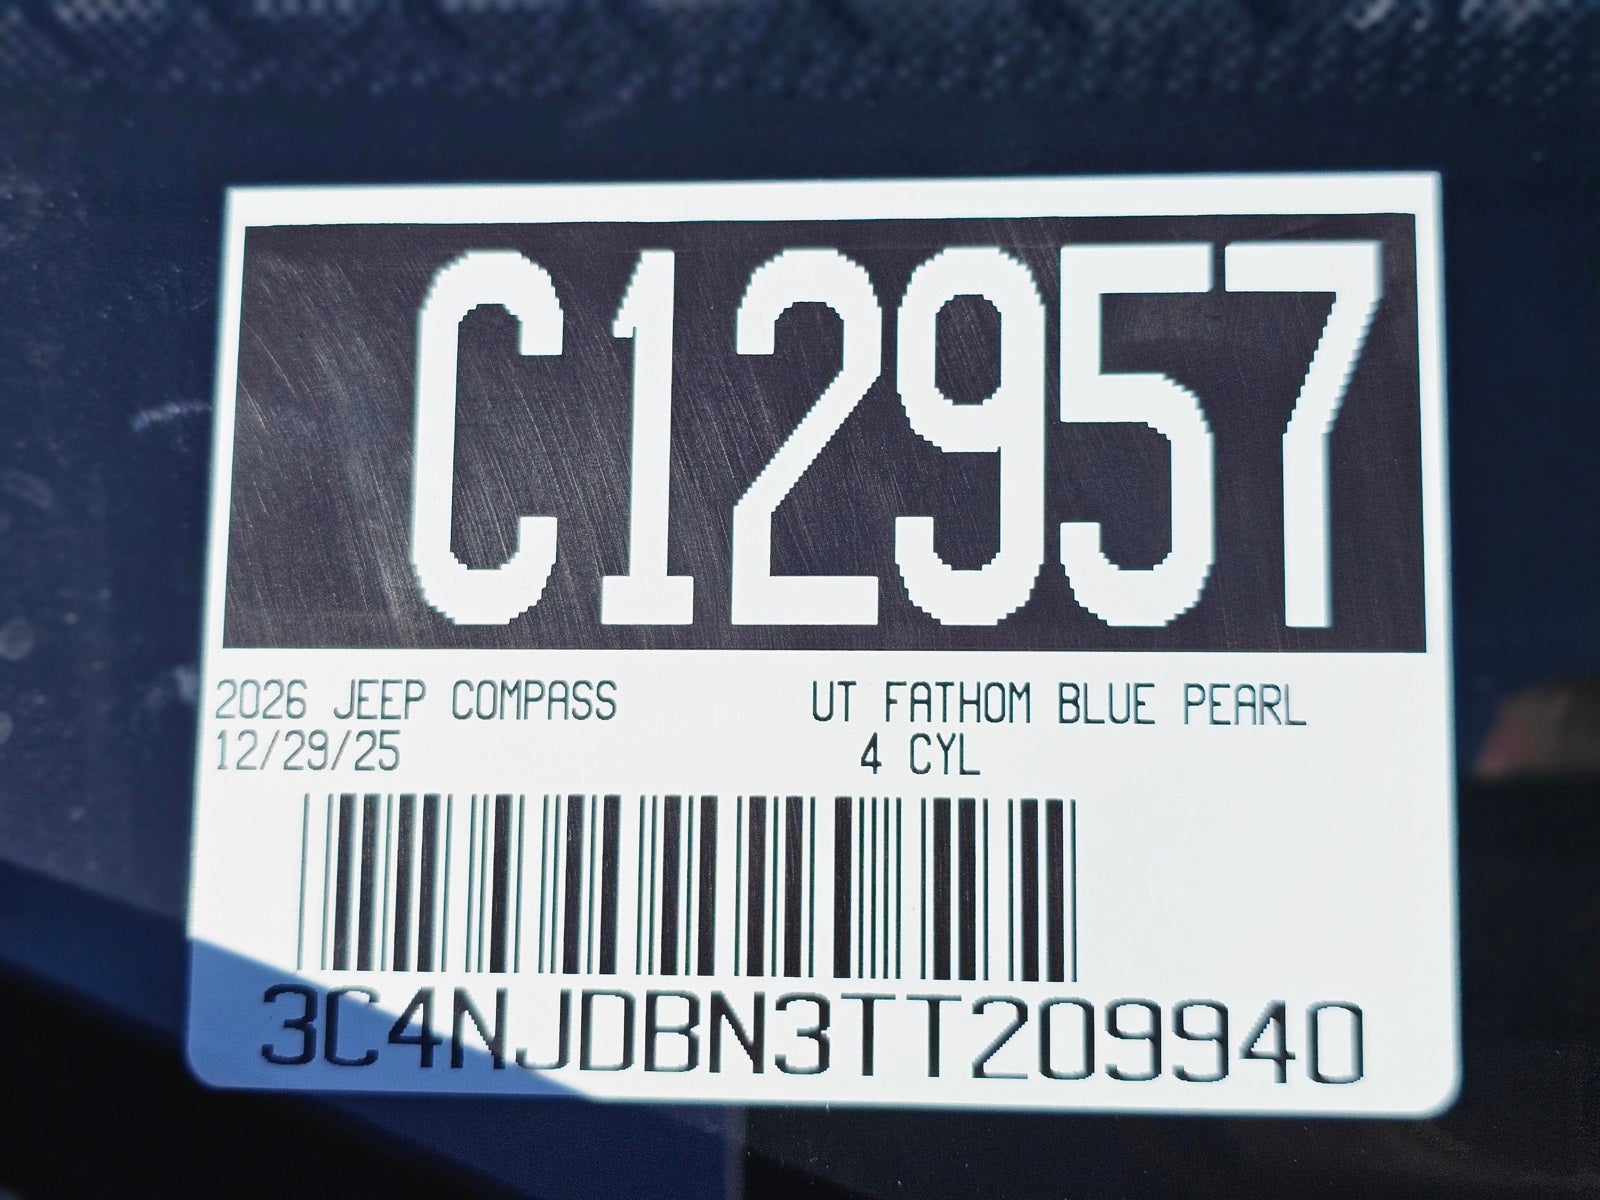 C12957
2026 JEEP COMPASS UT FATHOM BLUE PEARL
12/29/25 4 CYL
3C4NJDBN3TT209940